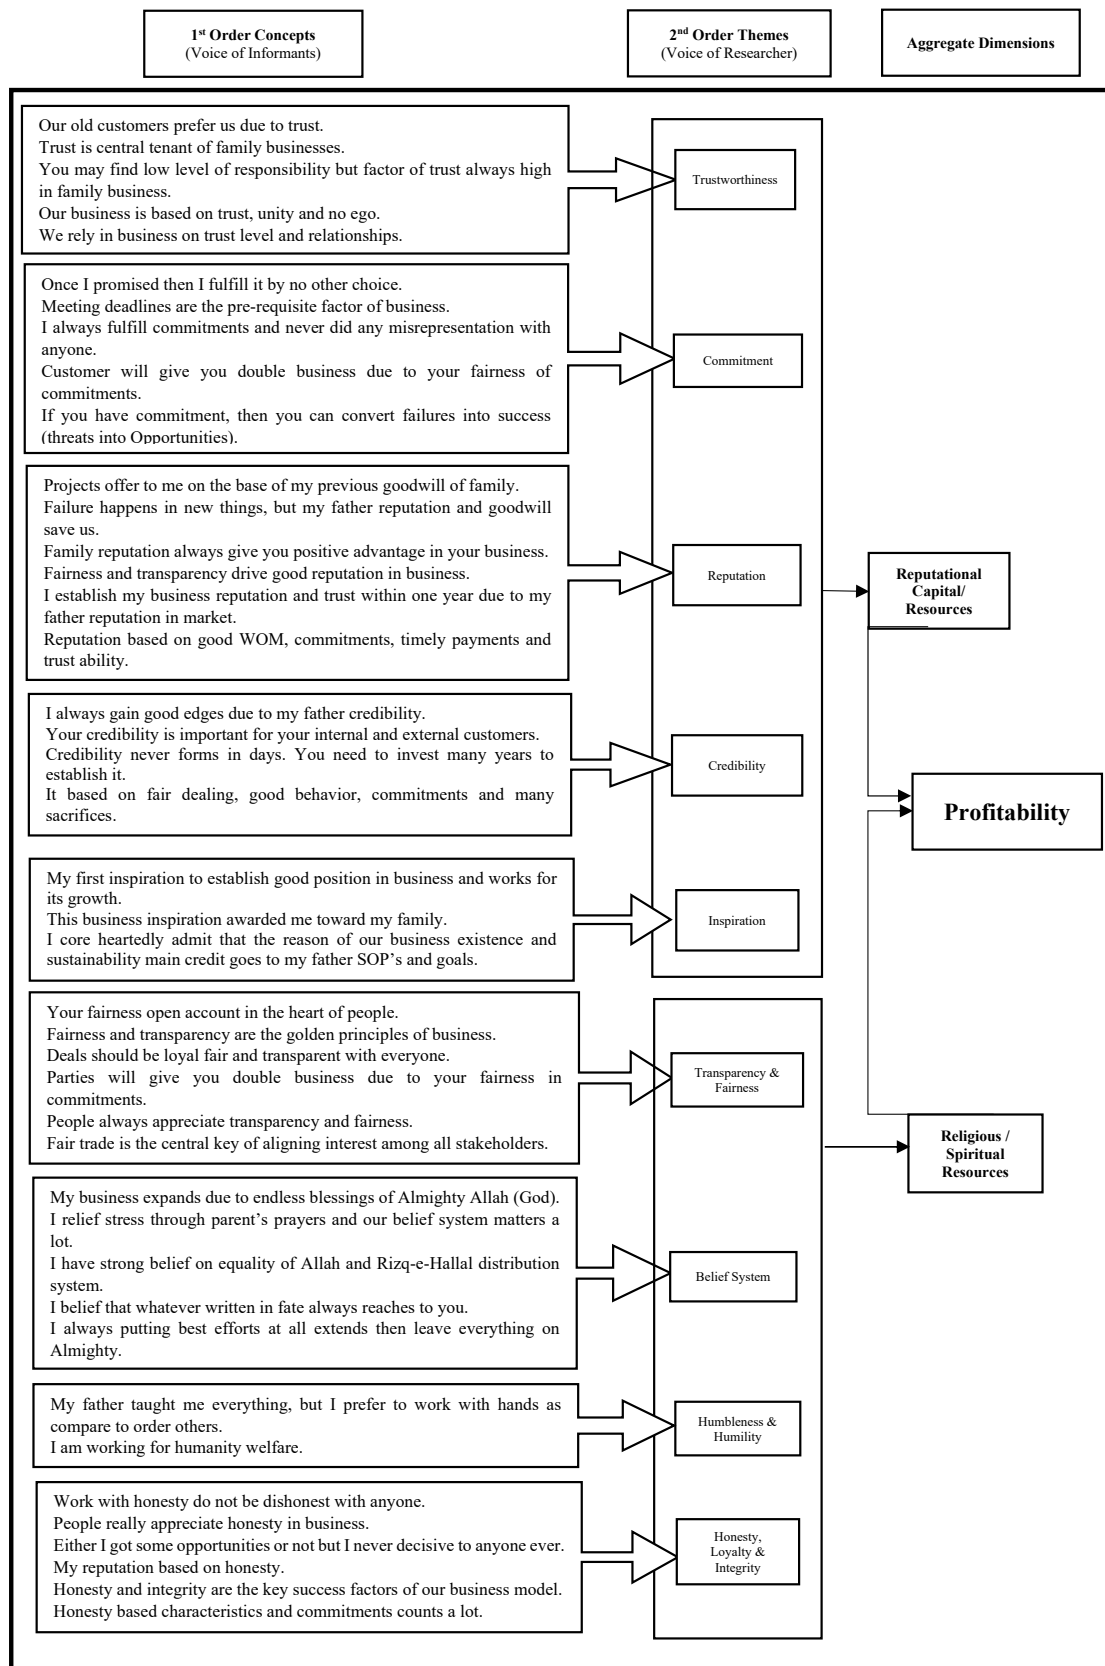 1st Order Concepts
(Voice of Informants)
2nd Order Themes
(Voice of Researcher)
Aggregate Dimensions
Our old customers prefer us due to trust.
Trust is central tenant of family businesses.
You may find low level of responsibility but factor of trust always high
in family business.
Our business is based on trust, unity and no ego.
We rely in business on trust level and relationships.
Trustworthiness
Once I promised then I fulfill it by no other choice.
Meeting deadlines are the pre-requisite factor of business.
I always fulfill commitments and never did any misrepresentation with
anyone.
Customer will give you double business due to your fairness of
commitments.
If you have commitment, then you can convert failures into success
(threats into Opportunities).
Commitment
Projects offer to me on the base of my previous goodwill of family.
Failure happens in new things, but my father reputation and goodwill
save us.
Family reputation always give you positive advantage in your business.
Fairness and transparency drive good reputation in business.
I establish my business reputation and trust within one year due to my
father reputation in market.
Reputation based on good WOM, commitments, timely payments and
trust ability.
Reputation
Reputational
Capital/
Resources
I always gain good edges due to my father credibility.
Your credibility is important for your internal and external customers.
Credibility never forms in days. You need to invest many years to
establish it.
It based on fair dealing, good behavior, commitments and many
sacrifices.
Credibility
Profitability
My first inspiration to establish good position in business and works for
its growth.
This business inspiration awarded me toward my family.
I core heartedly admit that the reason of our business existence and
sustainability main credit goes to my father SOP's and goals.
Inspiration
Your fairness open account in the heart of people.
Fairness and transparency are the golden principles of business.
Deals should be loyal fair and transparent with everyone.
Parties will give you double business due to your fairness in
commitments.
People always appreciate transparency and fairness.
Fair trade is the central key of aligning interest among all stakeholders.
Transparency &
Fairness
Religious /
Spiritual
Resources
My business expands due to endless blessings of Almighty Allah (God).
I relief stress through parent's prayers and our belief system matters a
lot.
I have strong belief on equality of Allah and Rizq-e-Hallal distribution
system.
I belief that whatever written in fate always reaches to you.
I always putting best efforts at all extends then leave everything on
Almighty.
Belief System
My father taught me everything, but I prefer to work with hands as
compare to order others.
I am working for humanity welfare.
Humbleness &
Humility
Work with honesty do not be dishonest with anyone.
People really appreciate honesty in business.
Either I got some opportunities or not but I never decisive to anyone ever.
My reputation based on honesty.
Honesty and integrity are the key success factors of our business model.
Honesty based characteristics and commitments counts a lot.
Honesty,
Loyalty &
Integrity